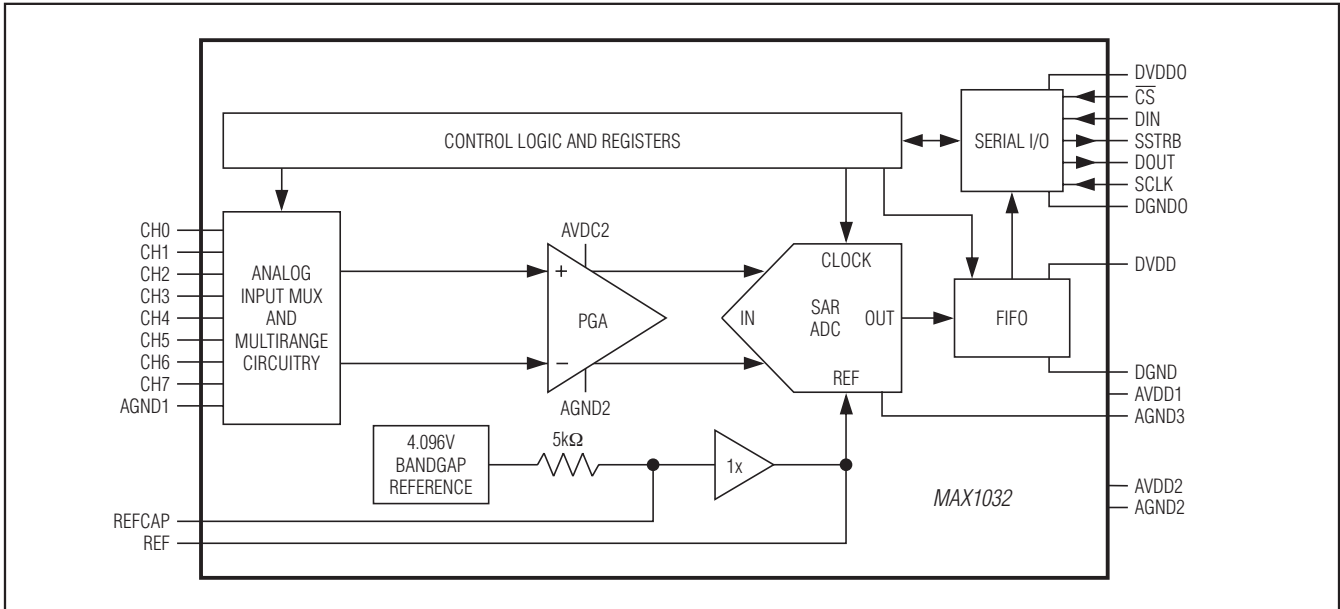 DVDDO
CS
DIN
SSTRB
DOUT
SCLK
DGNDO
SERIAL I/O
CONTROL LOGIC AND REGISTERS
CH0
CH1
CH2
CH3
CH4
CH5
CH6
CH7
AGND1
ANALOG
INPUT MUX
AND
MULTIRANGE
CIRCUITRY
AVDC2
+
PGA
−
AGND2
CLOCK
IN
SAR
ADC
OUT
REF
FIFO
DVDD
DGND
AVDD1
AGND3
4.096V
BANDGAP
REFERENCE
5kΩ
1x
MAX1032
AVDD2
AGND2
REFCAP
REF